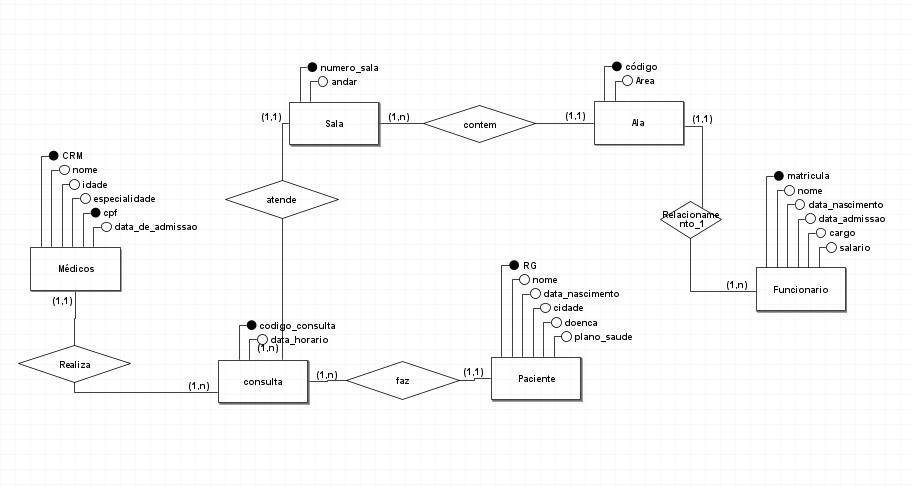 numero_sala
andar
(1,1)
Sala
(1,n)
contem
(1,1)
código
Area
Ala
(1,1)
CRM
nome
idade
especialidade
cpf
data_de_admissao
Médicos
(1,1)
atende
Relacioname
nto_1
matricula
nome
data_nascimento
data_admissao
cargo
salario
(1,n)
Funcionario
RG
nome
data_nascimento
cidade
doenca
plano_saude
codigo_consulta
data_horario
(1,n)
Realiza
(1,n)
consulta
(1,n)
faz
(1,1)
Paciente